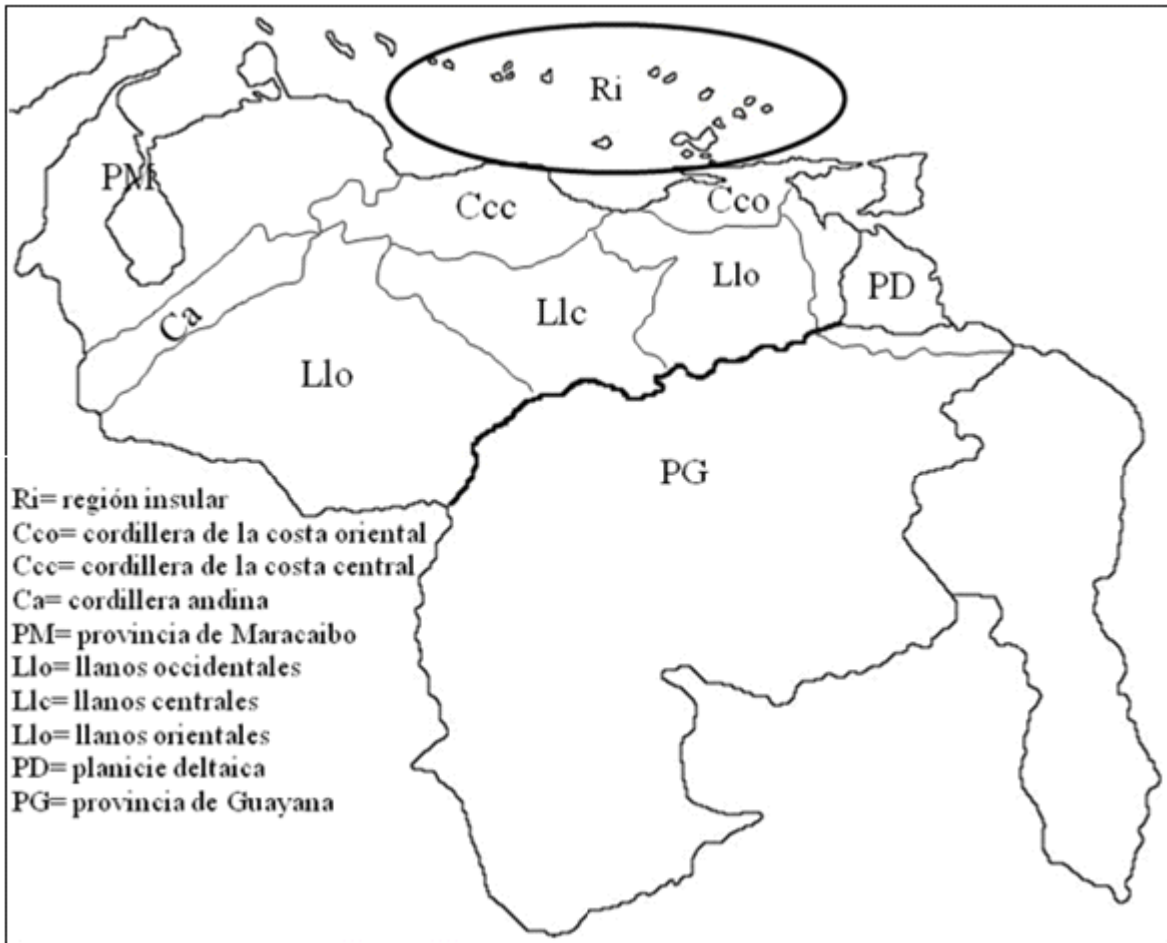 Ri
PM
Ccc
Cco
Ca
Llo
Llc
Llo
PD
PG
Ri= región insular
Cco= cordillera de la costa oriental
Ccc= cordillera de la costa central
Ca= cordillera andina
PM= provincia de Maracaibo
Llo= llanos occidentales
Llc= llanos centrales
Llo= llanos orientales
PD= planicie deltaica
PG= provincia de Guayana